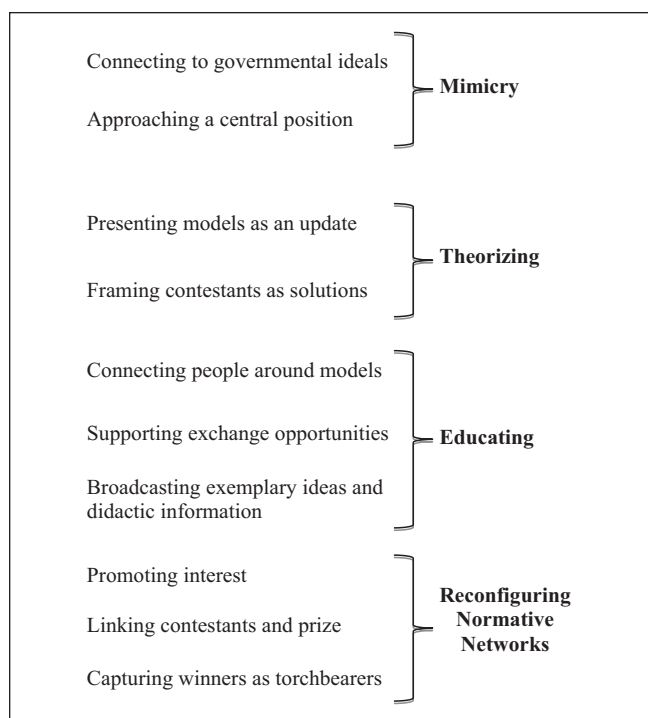 Connecting to governmental ideals
Approaching a central position
Mimicry
Presenting models as an update
Framing contestants as solutions
Theorizing
Connecting people around models
Supporting exchange opportunities
Broadcasting exemplary ideas and
didactic information
Educating
Promoting interest
Linking contestants and prize
Capturing winners as torchbearers
Reconfiguring
Normative
Networks